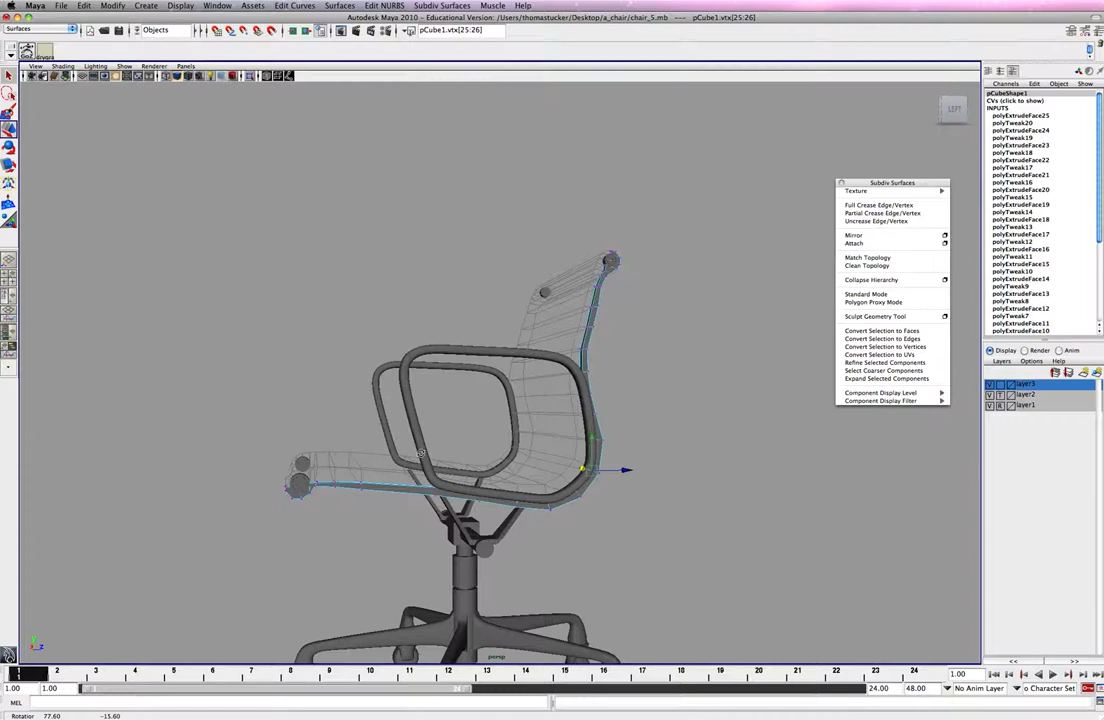 Maya File Edit Modify Create Display Window Assets Edit Curves Surfaces Edit NURBS Subdiv Surfaces Muscle Help
Autodesk Maya 2010 - Educational Version: /Users/thomastucker/Desktop/a_chair/chair_5.mb --- pCube1.vtx[25:26]
Surfaces
Objects
pCube1.vtx[25:26]
View Shading Lighting Show Renderer Panels
Channels Edit Object Show
pCubeShape1
CVs (click to show)
INPUTS
polyExtrudeFace25
polyTweak20
polyExtrudeFace24
polyTweak19
polyExtrudeFace23
polyTweak18
polyExtrudeFace22
polyTweak17
polyExtrudeFace21
polyTweak16
polyExtrudeFace20
polyTweak15
polyExtrudeFace19
polyTweak14
polyExtrudeFace18
polyTweak13
polyExtrudeFace17
polyTweak12
polyExtrudeFace16
polyTweak11
polyExtrudeFace15
polyTweak10
polyExtrudeFace14
polyTweak9
polyExtrudeFace13
polyTweak8
polyExtrudeFace12
polyTweak7
polyExtrudeFace11
polyExtrudeFace10
LEFT
Subdiv Surfaces
Texture
Full Crease Edge/Vertex
Partial Crease Edge/Vertex
Uncrease Edge/Vertex
Mirror
Attach
Match Topology
Clean Topology
Collapse Hierarchy
Standard Mode
Polygon Proxy Mode
Sculpt Geometry Tool
Convert Selection to Faces
Convert Selection to Edges
Convert Selection to Vertices
Convert Selection to UVs
Refine Selected Components
Select Coarser Components
Expand Selected Components
Component Display Level
Component Display Filter
Display Render Anim
Layers Options Help
V layer3
V T layer2
V R layer1
y
z
persp
<< >>
1 2 3 4 5 6 7 8 9 10 11 12 13 14 15 16 17 18 19 20 21 22 23 24
1.00
1.00 1.00 24 24.00 48.00 No Anim Layer o Character Set
MEL
Rotation 77.60 -15.60